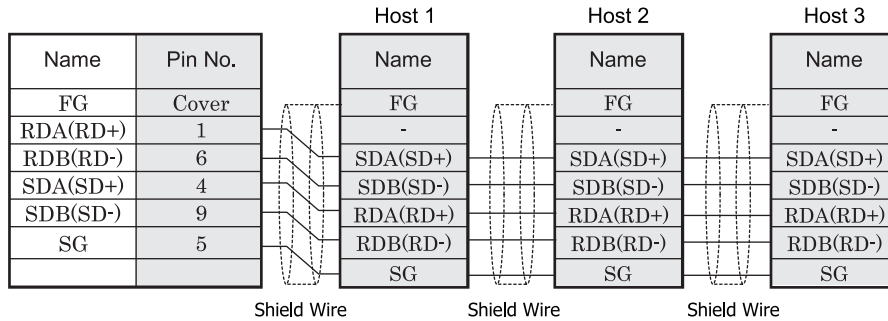 Host 1 Host 2 Host 3
Name Pin No. Name Name Name
FG Cover FG FG FG
RDA(RD+) 1 - - -
RDB(RD-) 6 SDA(SD+) SDA(SD+) SDA(SD+)
SDA(SD+) 4 SDB(SD-) SDB(SD-) SDB(SD-)
SDB(SD-) 9 RDA(RD+) RDA(RD+) RDA(RD+)
SG 5 RDB(RD-) RDB(RD-) RDB(RD-)
SG SG SG
Shield Wire Shield Wire Shield Wire